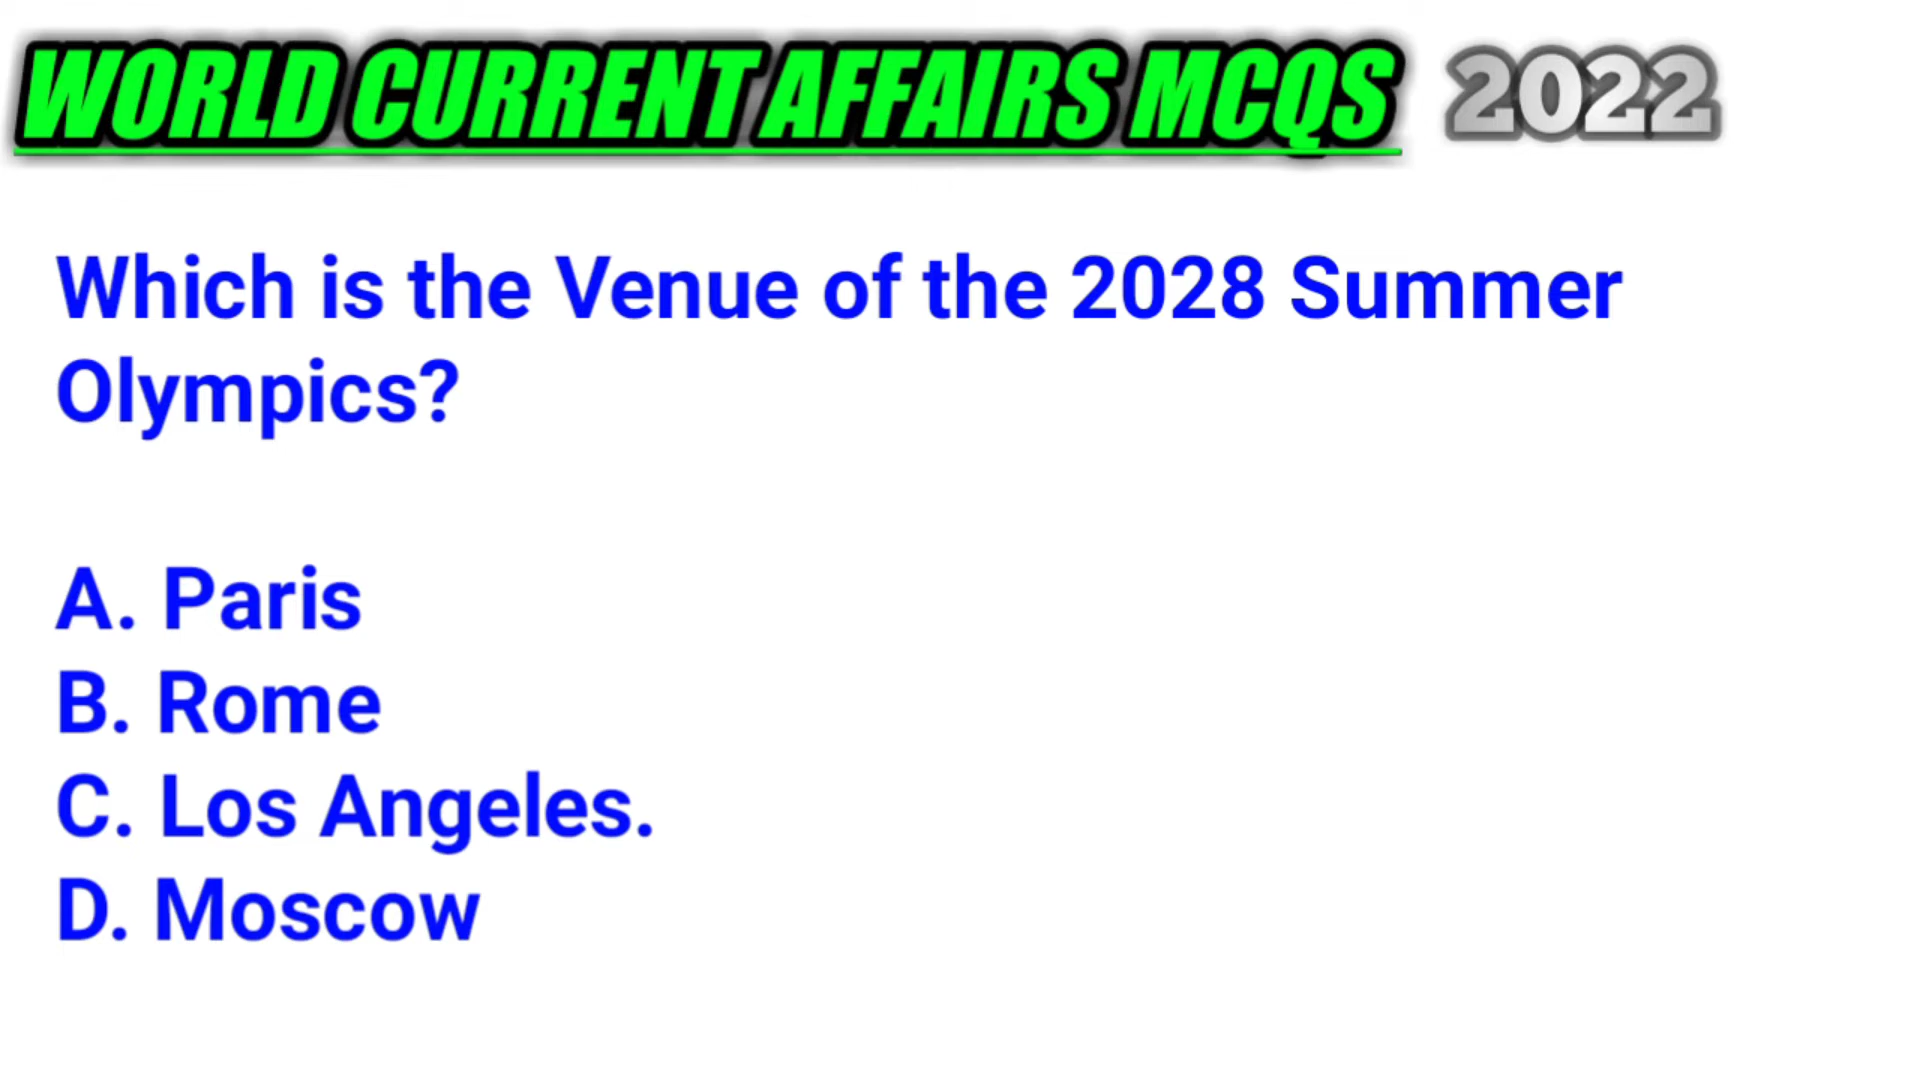 WORLD CURRENT AFFAIRS MCQS 2022
Which is the Venue of the 2028 Summer
Olympics?
A. Paris
B. Rome
C. Los Angeles.
D. Moscow